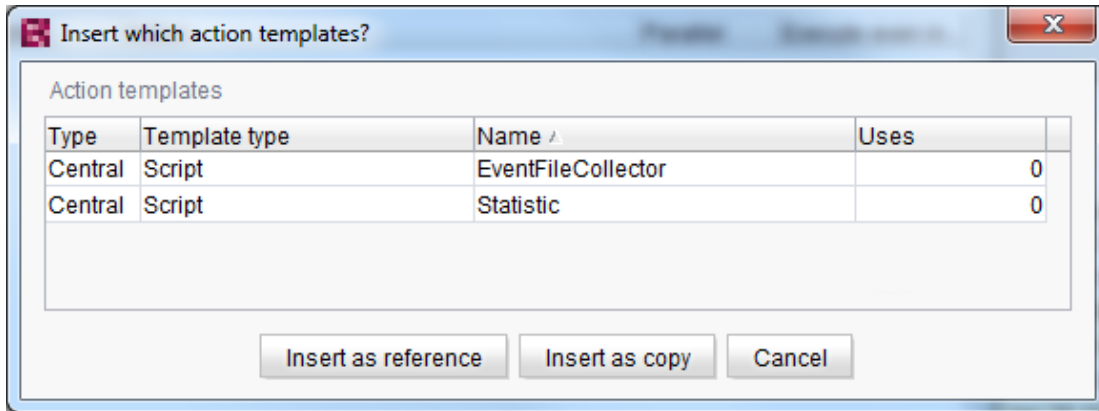 Insert which action templates?
Action templates
Type Template type Name Uses
Central Script EventFileCollector 0
Central Script Statistic 0
Insert as reference Insert as copy Cancel